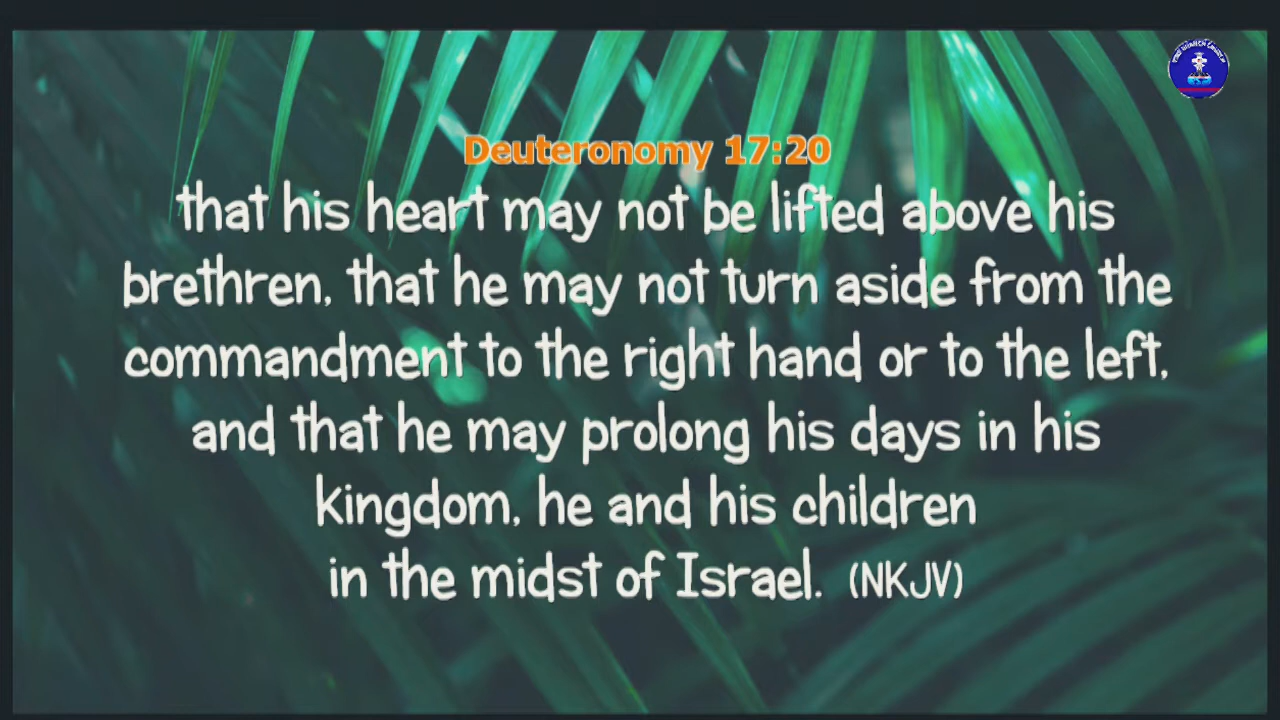 Deuteronomy 17:20
that his heart may not be lifted above his
brethren, that he may not turn aside from the
commandment to the right hand or to the left,
and that he may prolong his days in his
kingdom, he and his children
in the midst of Israel. (NKJV)